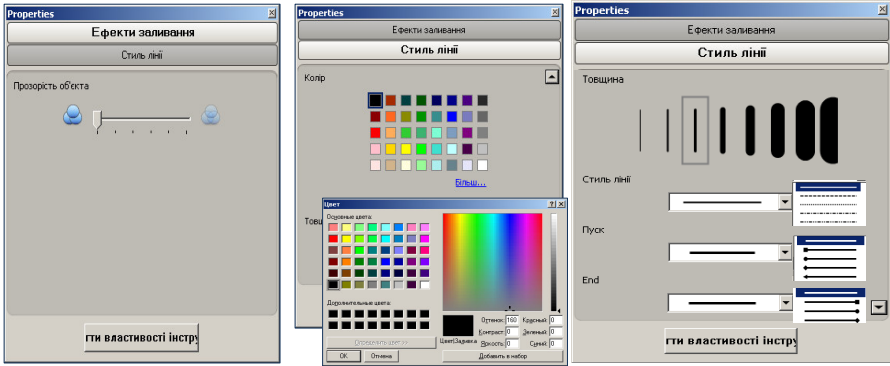 Properties
Ефекти заливання
Стиль лінії
Прозорість об'єкта
гти властивості інстру
Properties
Ефекти заливання
Стиль лінії
Колір
Більш...
Тов
Цвет
Основные цвета:
Дополнительные цвета:
Определить цвет >>
OK
Отмена
Цвет|Заливка
Оттенок: 160
Контраст: 0
Яркость: 0
Красный: 0
Зеленый: 0
Синий: 0
Добавить в набор
Properties
Ефекти заливання
Стиль лінії
Товщина
Стиль лінії
Пуск
End
гти властивості інстру